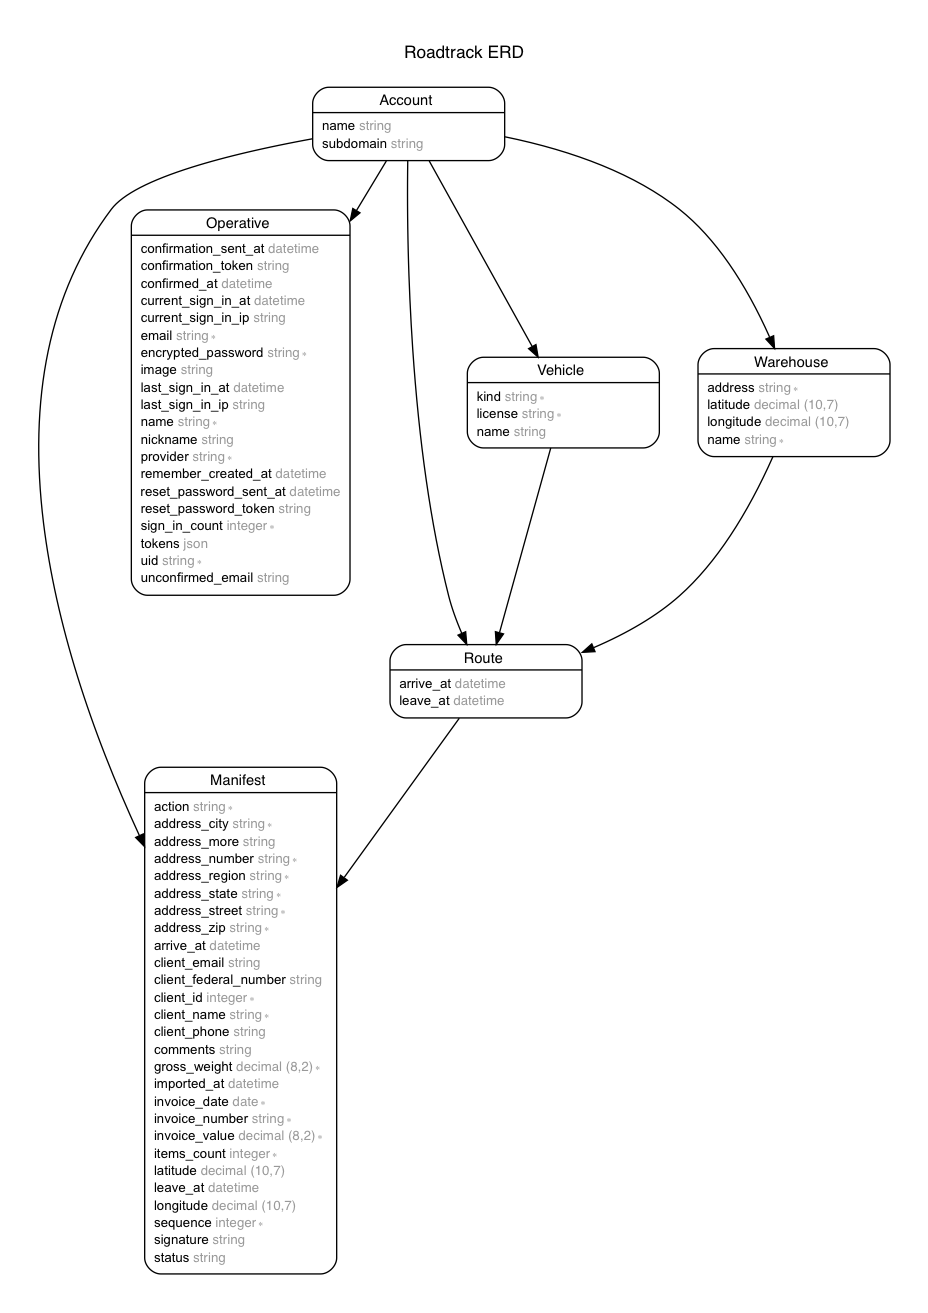 Roadtrack ERD
Account
name string
subdomain string
Operative
confirmation_sent_at datetime
confirmation_token string
confirmed_at datetime
current_sign_in_at datetime
current_sign_in_ip string
email string *
encrypted_password string *
image string
last_sign_in_at datetime
last_sign_in_ip string
name string *
nickname string
provider string *
remember_created_at datetime
reset_password_sent_at datetime
reset_password_token string
sign_in_count integer *
tokens json
uid string *
unconfirmed_email string
Vehicle
kind string *
license string *
name string
Warehouse
address string *
latitude decimal (10,7)
longitude decimal (10,7)
name string *
Route
arrive_at datetime
leave_at datetime
Manifest
action string *
address_city string *
address_more string
address_number string *
address_region string *
address_state string *
address_street string *
address_zip string *
arrive_at datetime
client_email string
client_federal_number string
client_id integer *
client_name string *
client_phone string
comments string
gross_weight decimal (8,2) *
imported_at datetime
invoice_date date *
invoice_number string *
invoice_value decimal (8,2) *
items_count integer *
latitude decimal (10,7)
leave_at datetime
longitude decimal (10,7)
sequence integer *
signature string
status string